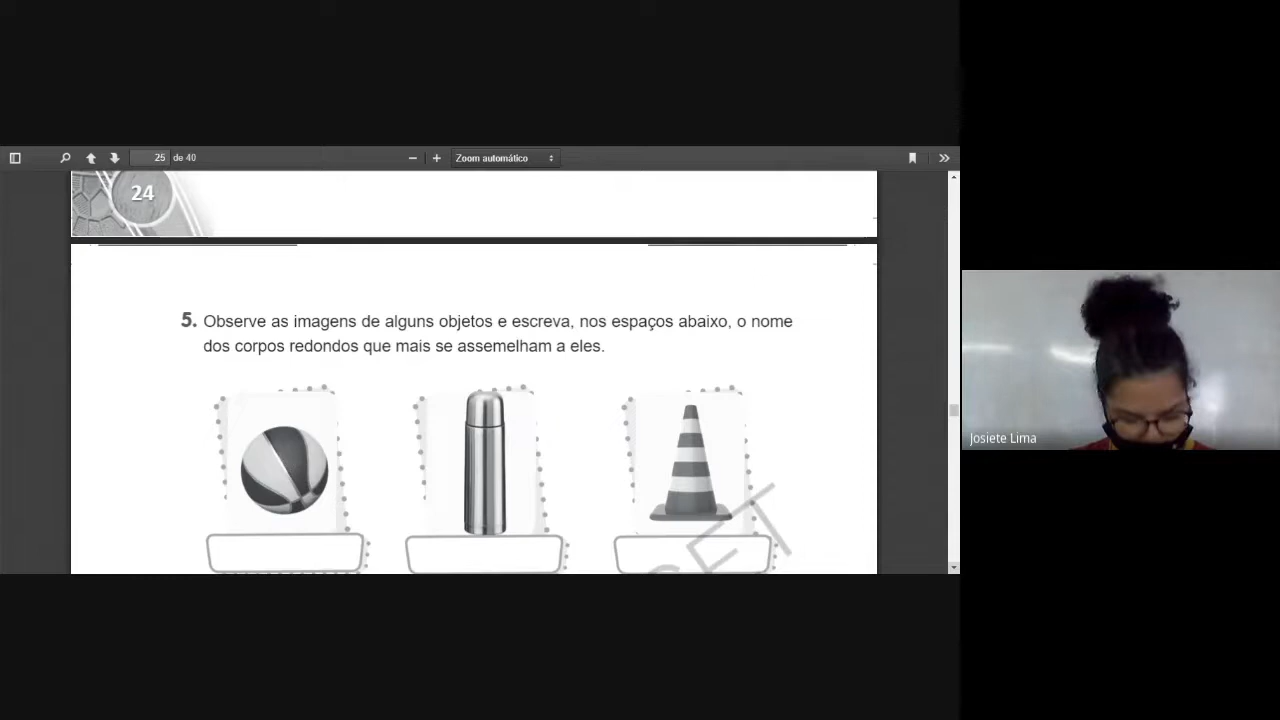 25 de 40
Zoom automático
24
5. Observe as imagens de alguns objetos e escreva, nos espaços abaixo, o nome
dos corpos redondos que mais se assemelham a eles.
Josiete Lima